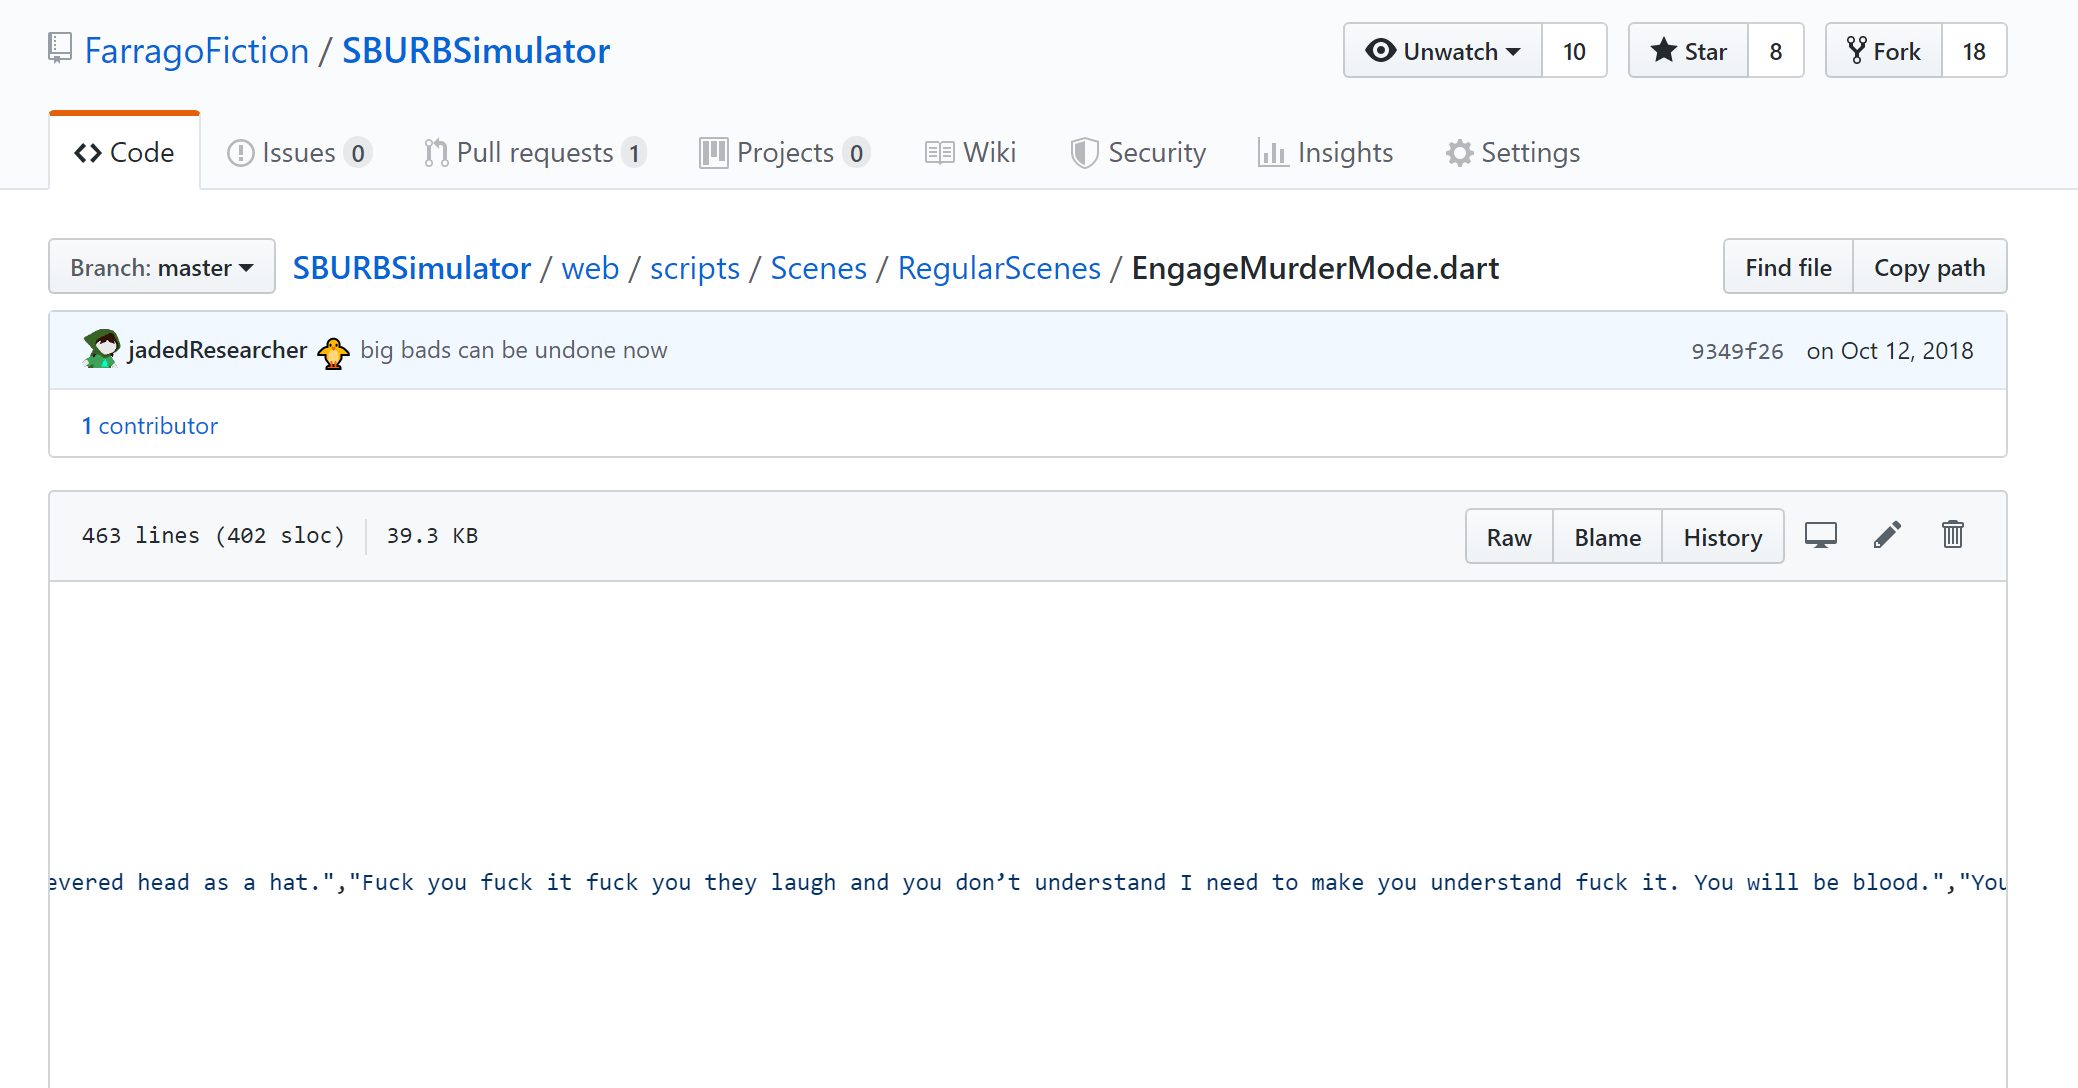 FarragoFiction / SBURBSimulator
Unwatch 10 Star 8 Fork 18
Code Issues 0 Pull requests 1 Projects 0 Wiki Security Insights Settings
Branch: master SBURBSimulator / web / scripts / Scenes / RegularScenes / EngageMurderMode.dart Find file Copy path
jadedResearcher big bads can be undone now 9349f26 on Oct 12, 2018
1 contributor
463 lines (402 sloc) 39.3 KB Raw Blame History
evered head as a hat.","Fuck you fuck it fuck you they laugh and you don’t understand I need to make you understand fuck it. You will be blood.","You